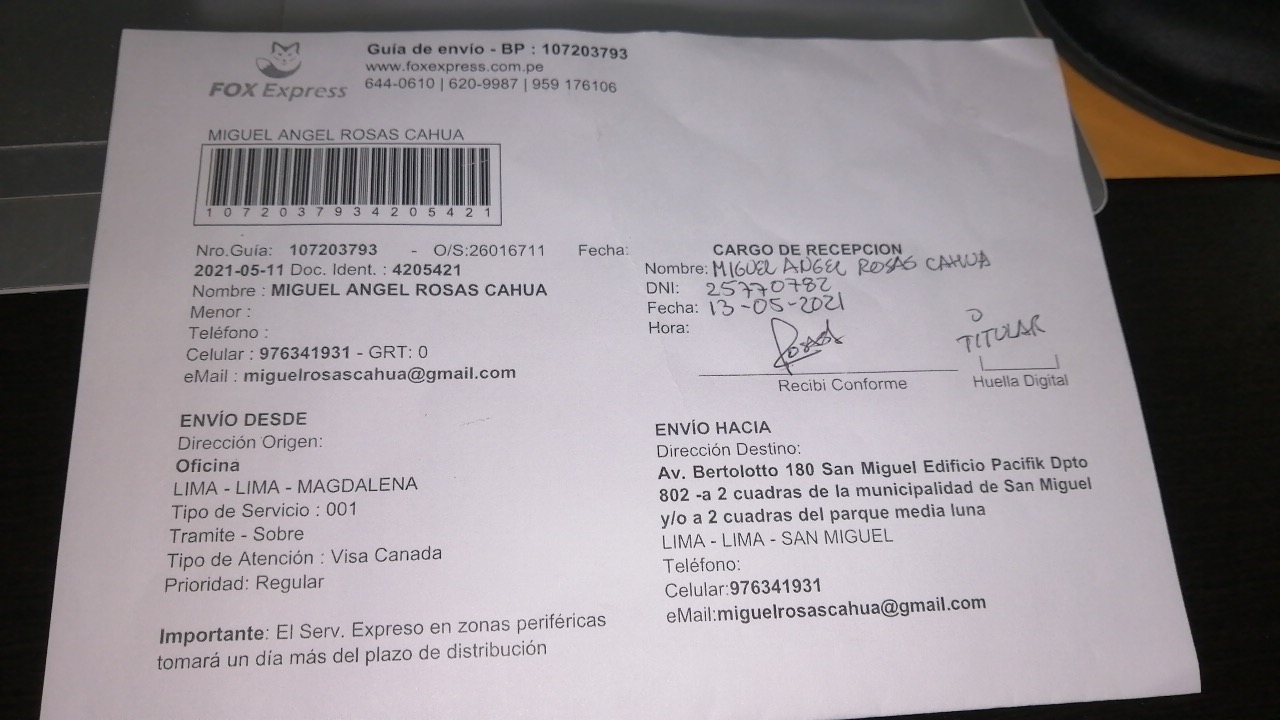 FOX Express
Guía de envío - BP : 107203793
www.foxexpress.com.pe
644-0610 | 620-9987 | 959 176106
MIGUEL ANGEL ROSAS CAHUA
1072037934205421
Nro.Guía: 107203793 - O/S:26016711 Fecha:
2021-05-11 Doc. Ident. : 4205421
Nombre : MIGUEL ANGEL ROSAS CAHUA
Menor :
Teléfono :
Celular : 976341931 - GRT: 0
eMail : miguelrosascahua@gmail.com
CARGO DE RECEPCION
Nombre: MIGUEL ANGEL ROSAS CAHUA
DNI: 25770782
Fecha: 13-05-2021
Hora:
Rosas
TITULAR
Recibi Conforme
Huella Digital
ENVÍO DESDE
Dirección Origen:
Oficina
LIMA - LIMA - MAGDALENA
Tipo de Servicio : 001
Tramite - Sobre
Tipo de Atención : Visa Canada
Prioridad: Regular
ENVÍO HACIA
Dirección Destino:
Av. Bertolotto 180 San Miguel Edificio Pacifik Dpto
802 -a 2 cuadras de la municipalidad de San Miguel
y/o a 2 cuadras del parque media luna
LIMA - LIMA - SAN MIGUEL
Teléfono:
Celular:976341931
eMail:miguelrosascahua@gmail.com
Importante: El Serv. Expreso en zonas periféricas
tomará un día más del plazo de distribución